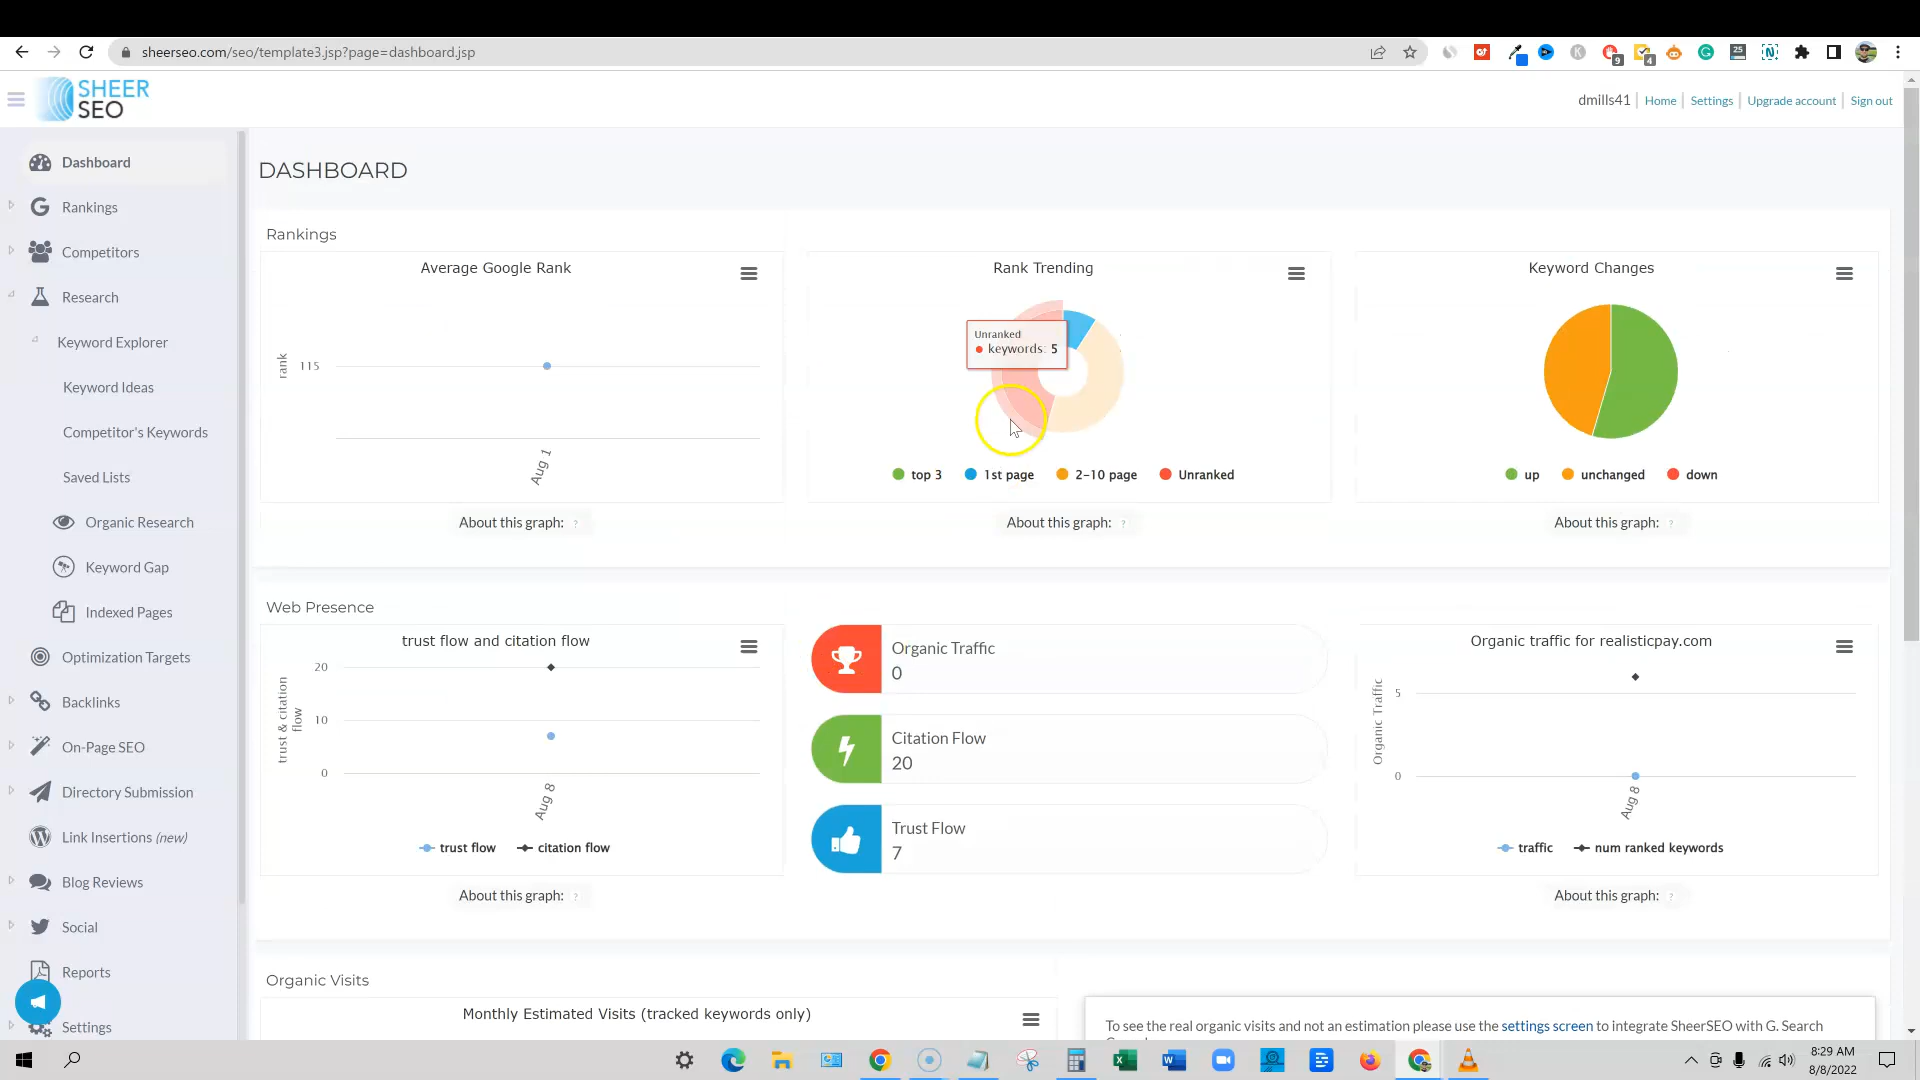 sheerseo.com/seo/template3.jsp?page=dashboard.jsp
9
4
25
SHEER
SEO
dmills41
Home
Settings
Upgrade account
Sign out
Dashboard
Rankings
Competitors
Research
Keyword Explorer
Keyword Ideas
Competitor's Keywords
Saved Lists
Organic Research
Keyword Gap
Indexed Pages
Optimization Targets
Backlinks
On-Page SEO
Directory Submission
Link Insertions (new)
Blog Reviews
Social
Reports
Settings
DASHBOARD
Rankings
Average Google Rank
rank
115
Aug 1
About this graph: ?
Rank Trending
Unranked
keywords: 5
top 3
1st page
2-10 page
Unranked
About this graph: ?
Keyword Changes
up
unchanged
down
About this graph: ?
Web Presence
trust flow and citation flow
trust & citation
flow
20
10
0
Aug 8
trust flow
citation flow
About this graph: ?
Organic Traffic
0
Citation Flow
20
Trust Flow
7
Organic traffic for realisticpay.com
Organic Traffic
5
0
Aug 8
traffic
num ranked keywords
About this graph: ?
Organic Visits
Monthly Estimated Visits (tracked keywords only)
To see the real organic visits and not an estimation please use the settings screen to integrate SheerSEO with G. Search
8:29 AM
8/8/2022